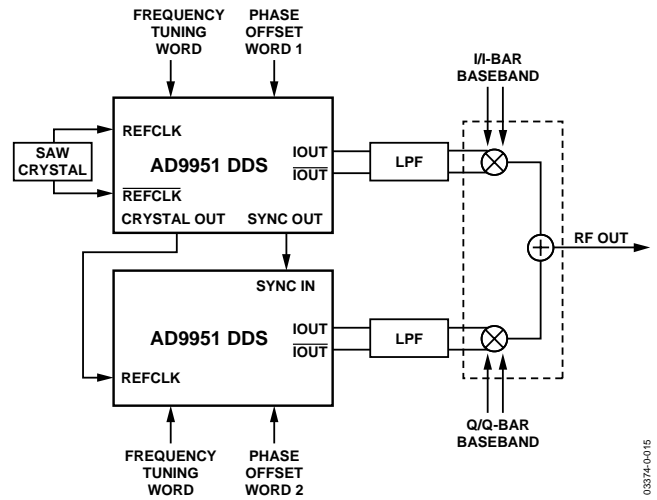 FREQUENCY
TUNING
WORD
PHASE
OFFSET
WORD 1
I/I-BAR
BASEBAND
REFCLK
SAW
CRYSTAL
AD9951 DDS
IOUT
IOUT
LPF
REFCLK
CRYSTAL OUT
SYNC OUT
RF OUT
SYNC IN
AD9951 DDS
IOUT
IOUT
LPF
REFCLK
FREQUENCY
TUNING
WORD
PHASE
OFFSET
WORD 2
Q/Q-BAR
BASEBAND
03374-0-015